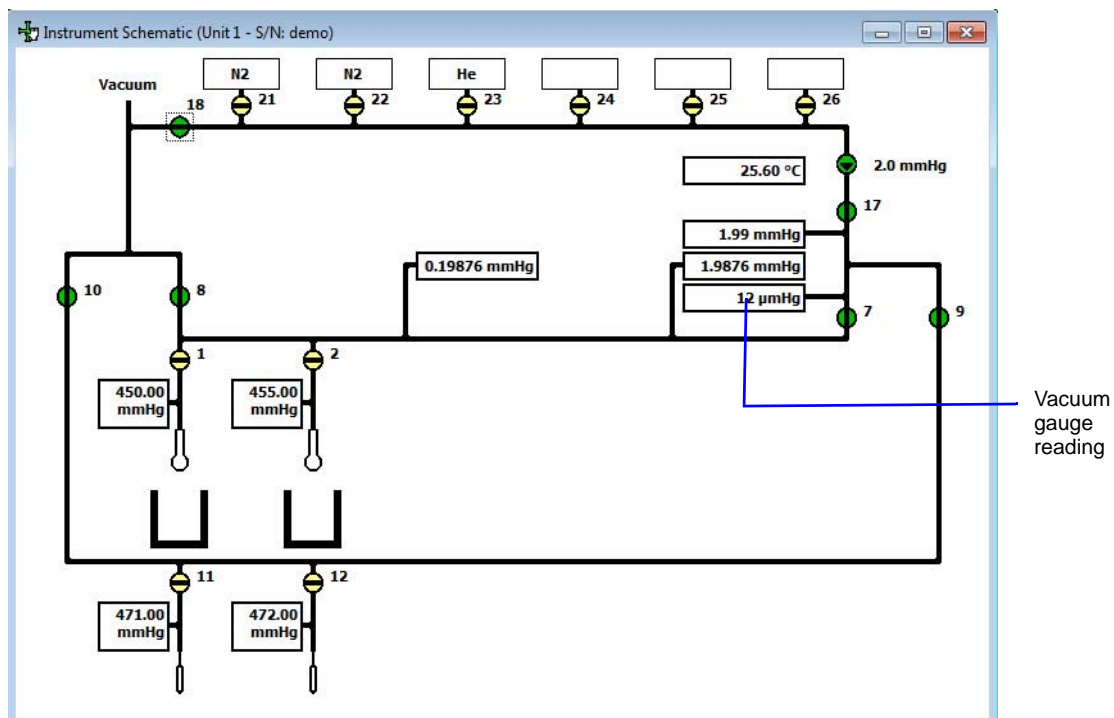 Instrument Schematic (Unit 1 - S/N: demo)
Vacuum
N2
N2
He
18
21
22
23
24
25
26
25.60 °C
2.0 mmHg
17
1.99 mmHg
0.19876 mmHg
1.9876 mmHg
12 µmHg
10
8
7
9
1
2
450.00
mmHg
455.00
mmHg
Vacuum
gauge
reading
11
12
471.00
mmHg
472.00
mmHg